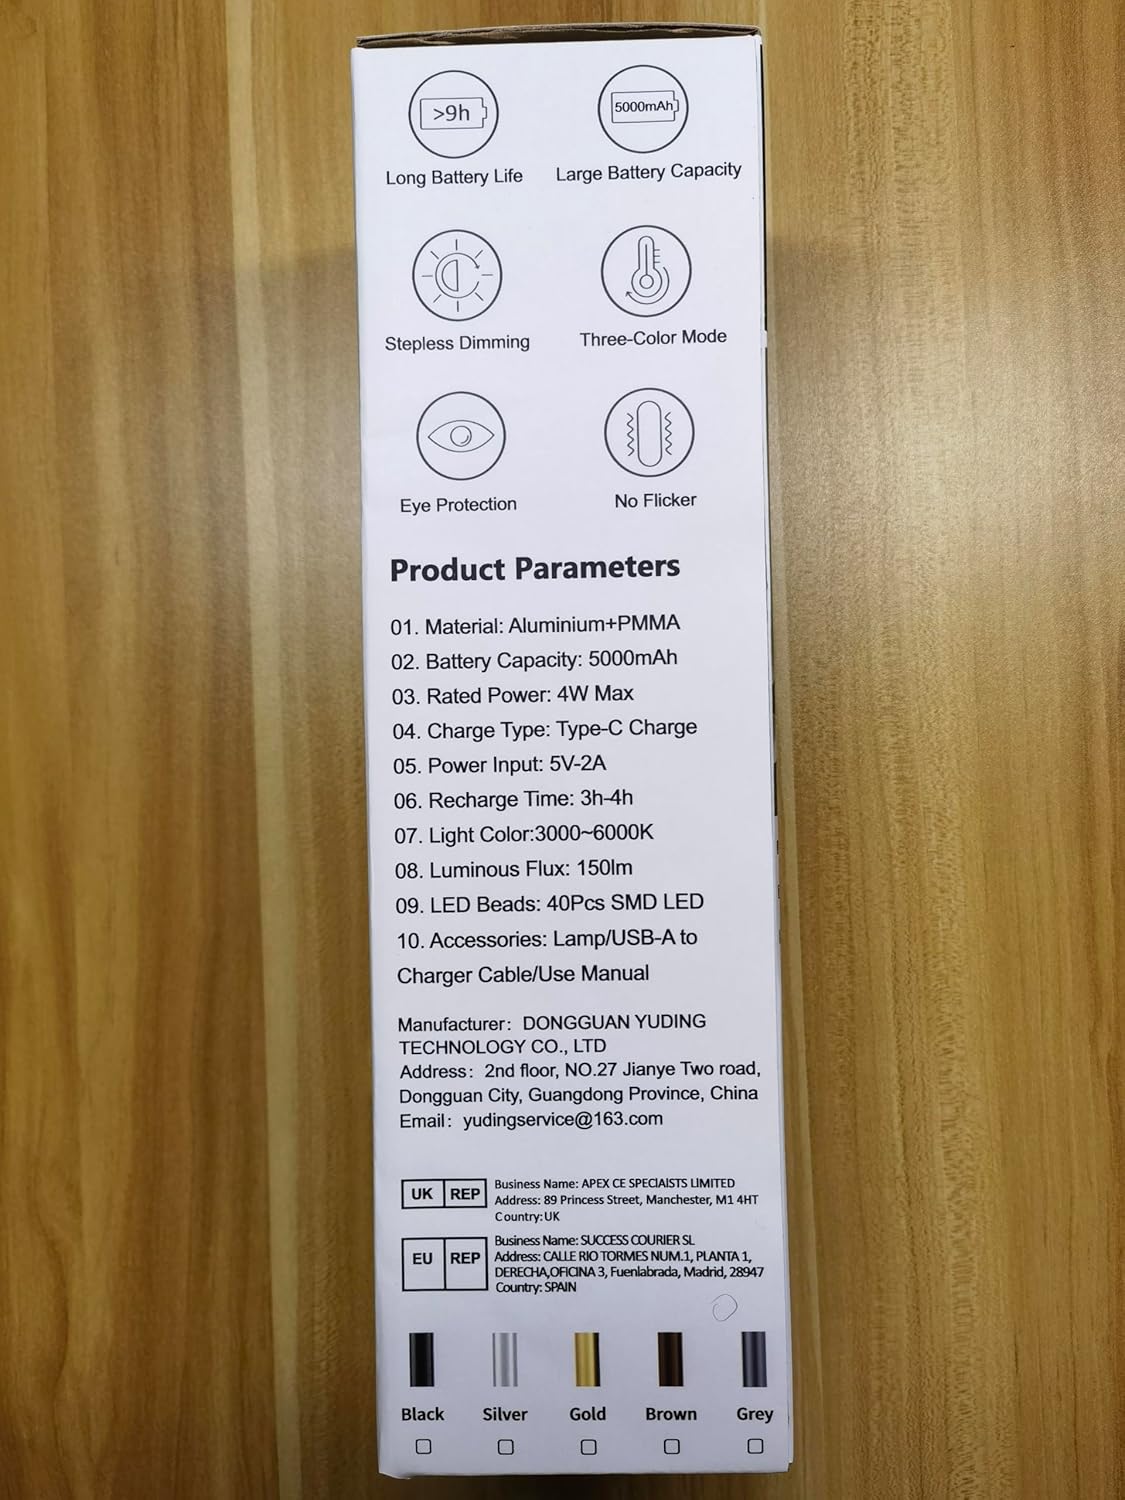 >9h
5000mAh
Long Battery Life
Large Battery Capacity
Stepless Dimming
Three-Color Mode
Eye Protection
No Flicker
Product Parameters
01. Material: Aluminium+PMMA
02. Battery Capacity: 5000mAh
03. Rated Power: 4W Max
04. Charge Type: Type-C Charge
05. Power Input: 5V-2A
06. Recharge Time: 3h-4h
07. Light Color:3000~6000K
08. Luminous Flux: 150lm
09. LED Beads: 40Pcs SMD LED
10. Accessories: Lamp/USB-A to
Charger Cable/Use Manual
Manufacturer: DONGGUAN YUDING
TECHNOLOGY CO., LTD
Address: 2nd floor, NO.27 Jianye Two road,
Dongguan City, Guangdong Province, China
Email: yudingservice@163.com
UK REP
Business Name: APEX CE SPECIAISTS LIMITED
Address: 89 Princess Street, Manchester, M1 4HT
Country:UK
EU REP
Business Name: SUCCESS COURIER SL
Address: CALLE RIO TORMES NUM.1, PLANTA 1,
DERECHA,OFICINA 3, Fuenlabrada, Madrid, 28947
Country: SPAIN
Black Silver Gold Brown Grey